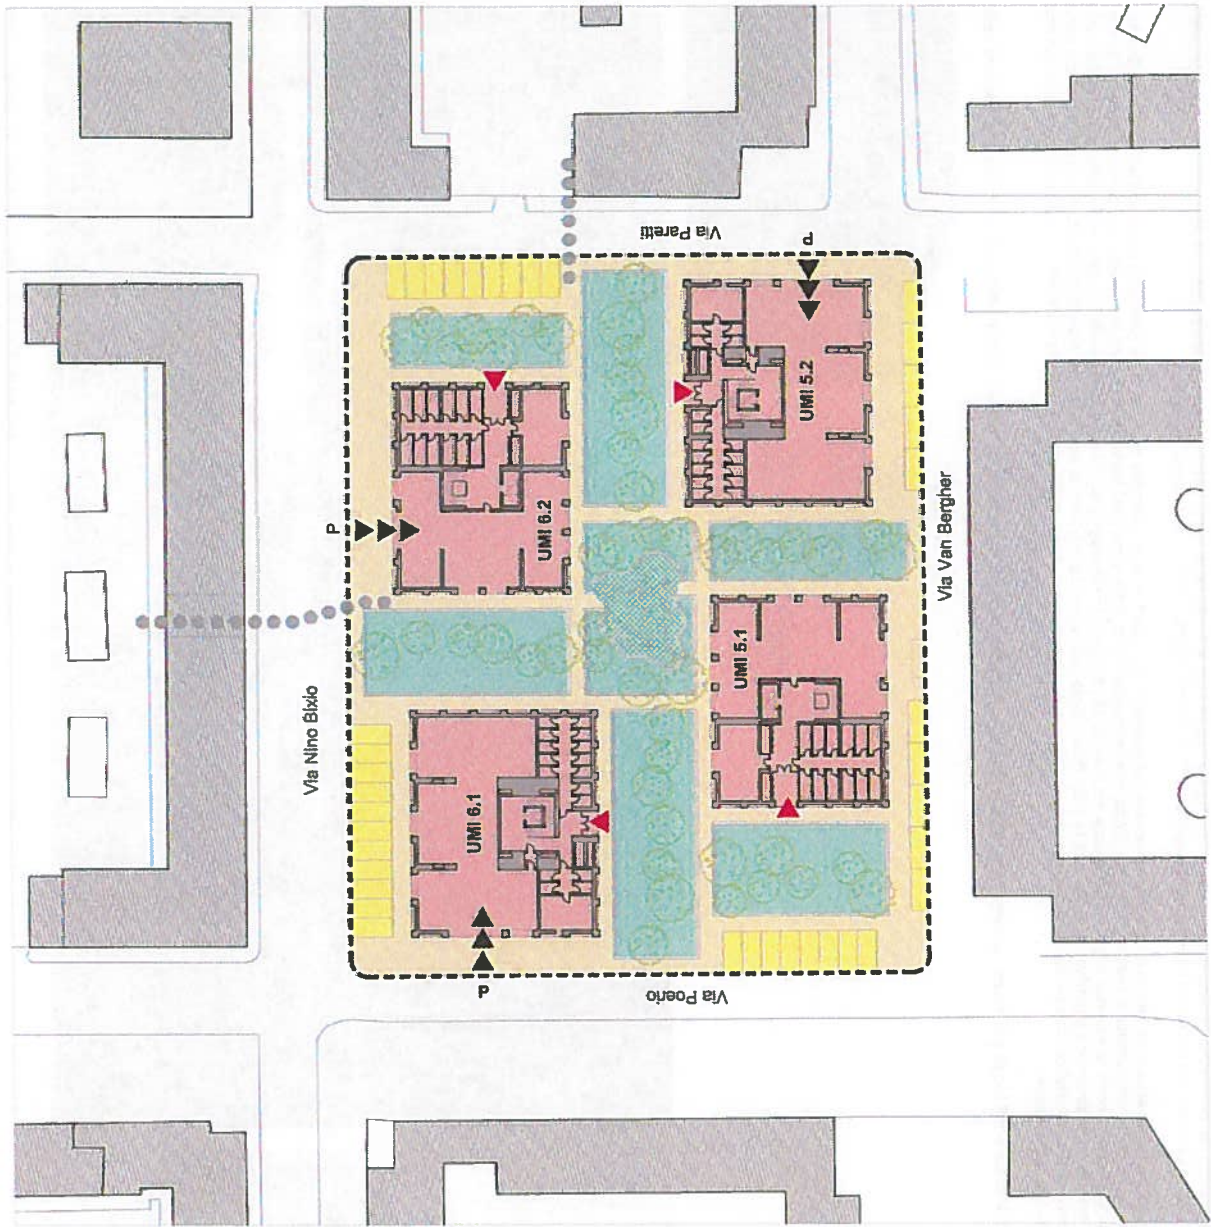 Via Paretti
P
P
UMI 5.2
UMI 6.2
Via Van Bergher
UMI 5.1
Via Nino Bixio
UMI 6.1
P
Via Poerio